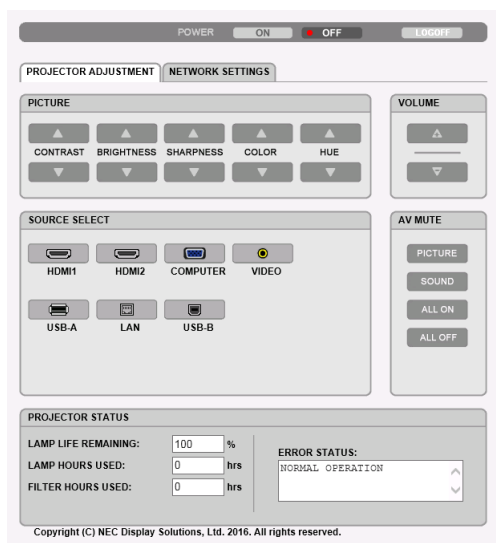 POWER ON OFF LOGOFF
PROJECTOR ADJUSTMENT NETWORK SETTINGS
PICTURE
CONTRAST BRIGHTNESS SHARPNESS COLOR HUE
VOLUME
SOURCE SELECT
HDMI1 HDMI2 COMPUTER VIDEO
USB-A LAN USB-B
AV MUTE
PICTURE
SOUND
ALL ON
ALL OFF
PROJECTOR STATUS
LAMP LIFE REMAINING: 100 %
LAMP HOURS USED: 0 hrs
FILTER HOURS USED: 0 hrs
ERROR STATUS:
NORMAL OPERATION
Copyright (C) NEC Display Solutions, Ltd. 2016. All rights reserved.